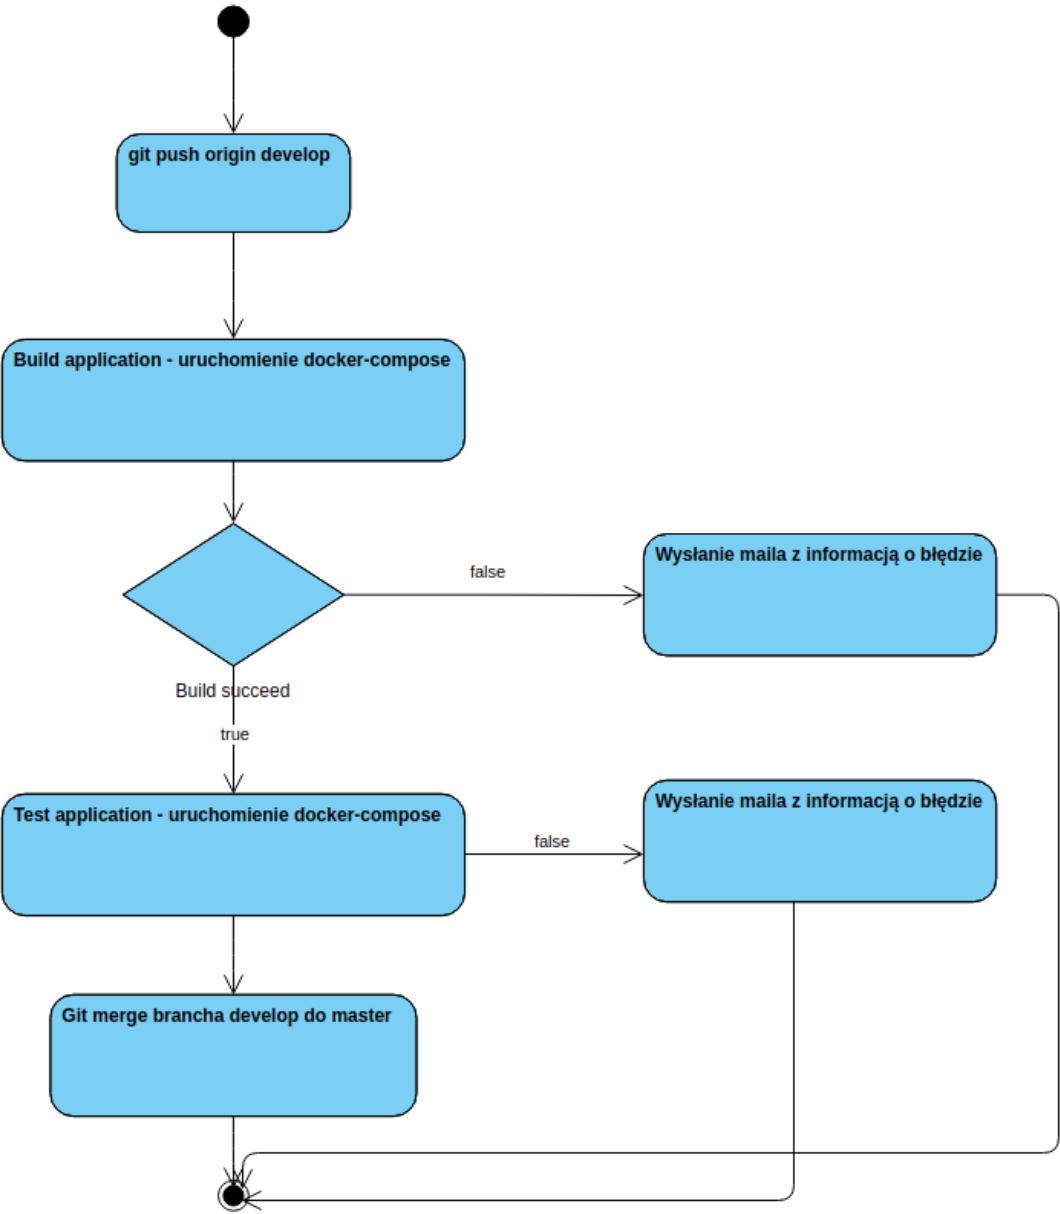 git push origin develop
Build application - uruchomienie docker-compose
false
Wysłanie maila z informacją o błędzie
Build succeed
true
Test application - uruchomienie docker-compose
false
Wysłanie maila z informacją o błędzie
Git merge brancha develop do master